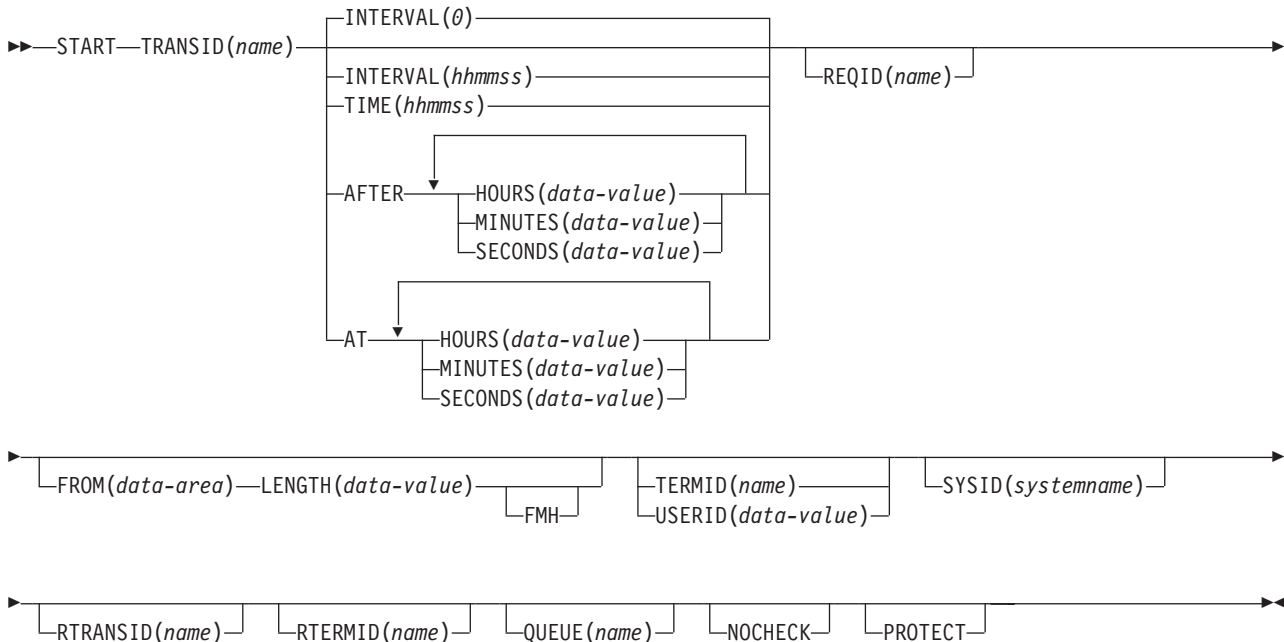 INTERVAL(0)
START TRANSID(name)
INTERVAL(hhmmss) REQID(name)
TIME(hhmmss)
AFTER HOURS(data-value)
MINUTES(data-value)
SECONDS(data-value)
AT HOURS(data-value)
MINUTES(data-value)
SECONDS(data-value)
FROM(data-area) LENGTH(data-value) TERMID(name) SYSID(systemname)
FMH USERID(data-value)
RTRANSID(name) RTERMID(name) QUEUE(name) NOCHECK PROTECT